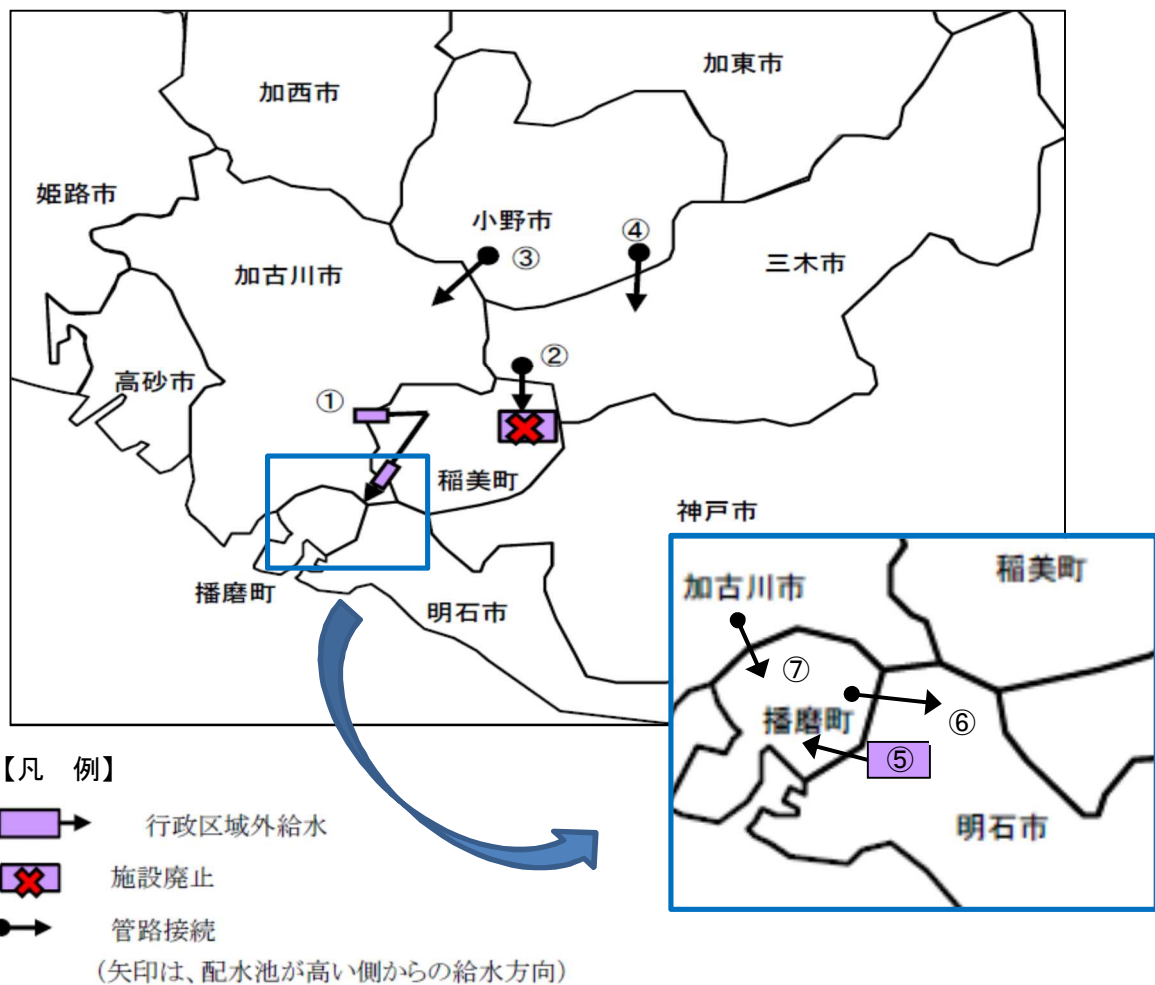 加西市
加東市
姫路市
小野市
④
③
三木市
加古川市
②
高砂市
①
稲美町
神戸市
播磨町
明石市
加古川市
稲美町
⑦
播磨町
⑥
⑤
明石市
【凡　例】
行政区域外給水
施設廃止
管路接続
（矢印は、配水池が高い側からの給水方向）